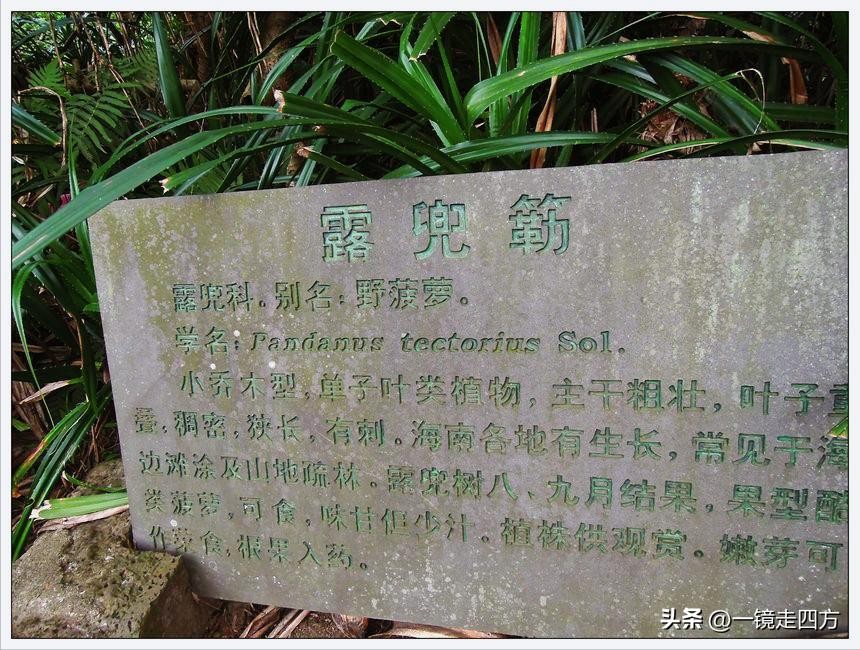 露兜簕
露兜科。别名：野菠萝。
学名：Pandanus tectorius Sol.
小乔木型，单子叶类植物，主干粗壮，叶子重
叠，稠密，狭长，有刺。海南各地有生长，常见于海
边滩涂及山地疏林。露兜树八、九月结果，果型酷
类菠萝，可食，味甘但少汁。植株供观赏。嫩芽可
作菜食，根果入药。
头条 @一镜走四方